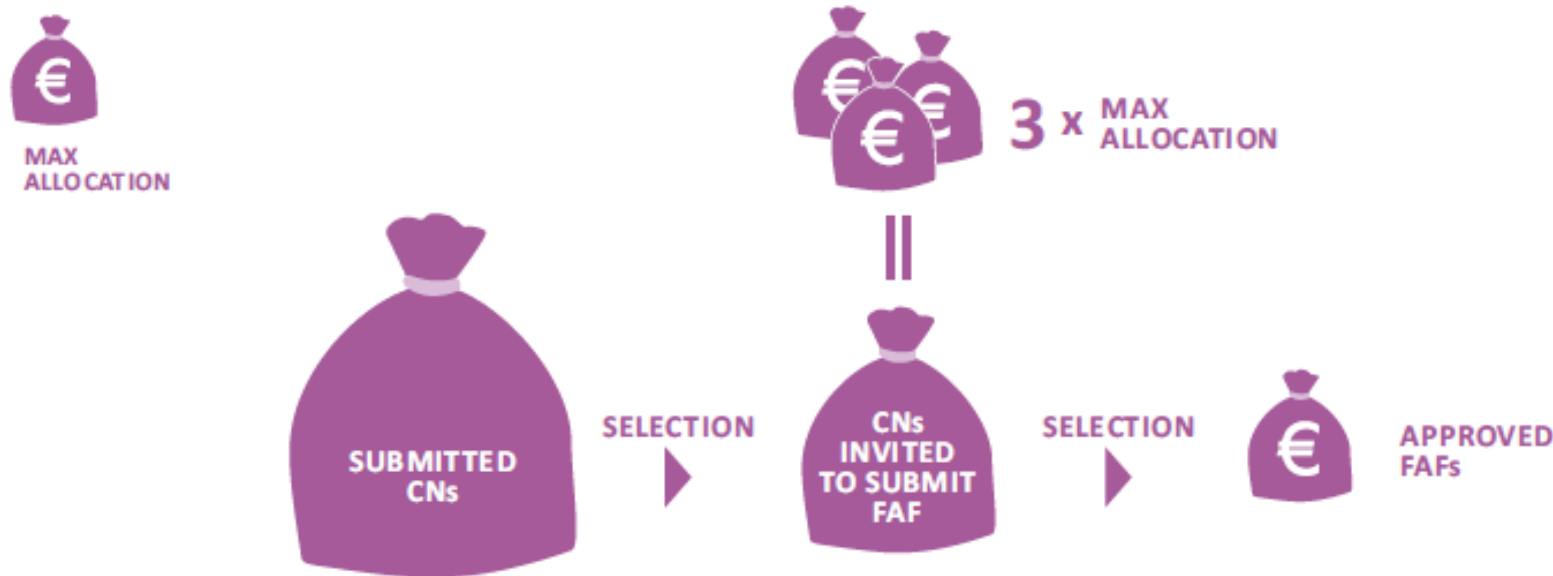 €
MAX
ALLOCATION
€
€
€
3 x MAX
ALLOCATION
SUBMITTED
CNs
SELECTION
CNs
INVITED
TO SUBMIT
FAF
SELECTION
€
APPROVED
FAFs